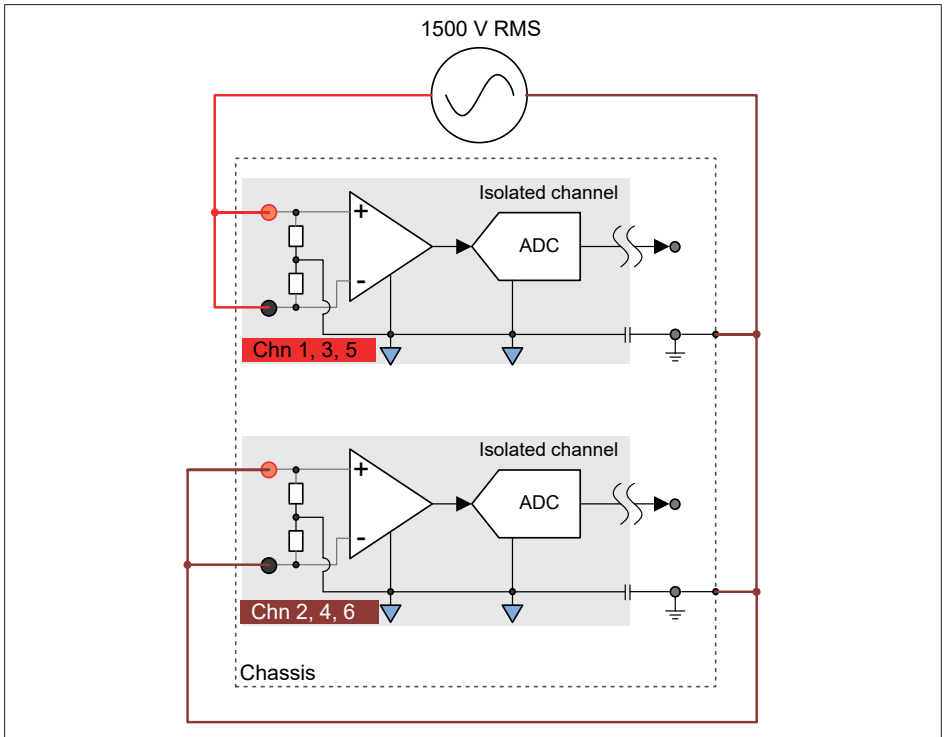 1500 V RMS
Isolated channel
+
ADC
-
Chn 1, 3, 5
Isolated channel
+
ADC
-
Chn 2, 4, 6
Chassis